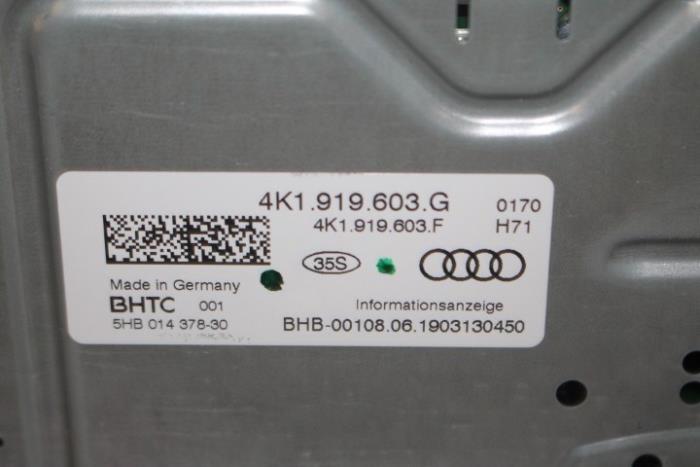 4K1.919.603.G 0170
4K1.919.603.F H71
35S
Made in Germany
BHTC 001 Informationsanzeige
5HB 014 378-30 BHB-00108.06.1903130450